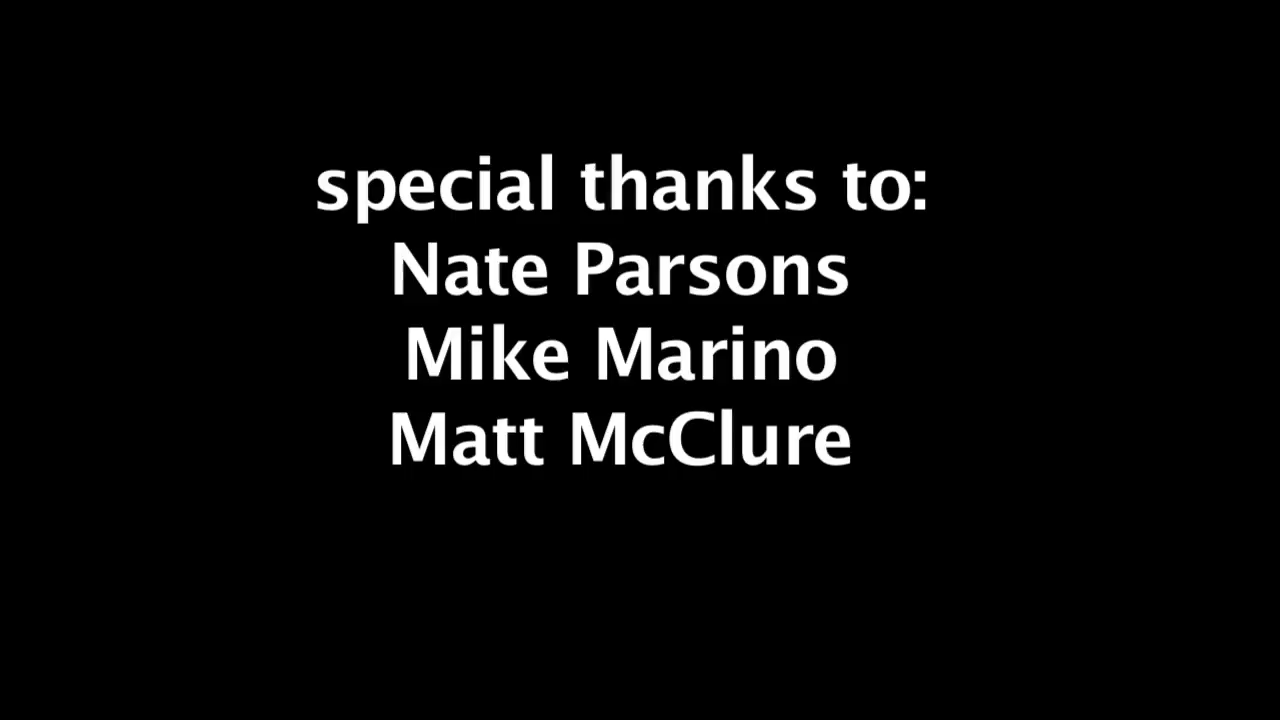 special thanks to:
Nate Parsons
Mike Marino
Matt McClure